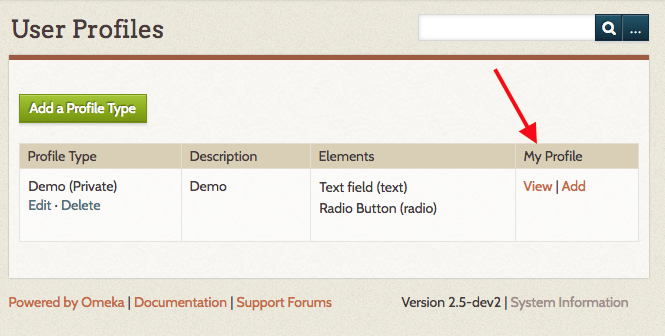 User Profiles
...
Add a Profile Type
Profile Type Description Elements My Profile
Demo (Private) Demo Text field (text) View | Add
Edit · Delete Radio Button (radio)
Powered by Omeka | Documentation | Support Forums Version 2.5-dev2 | System Information